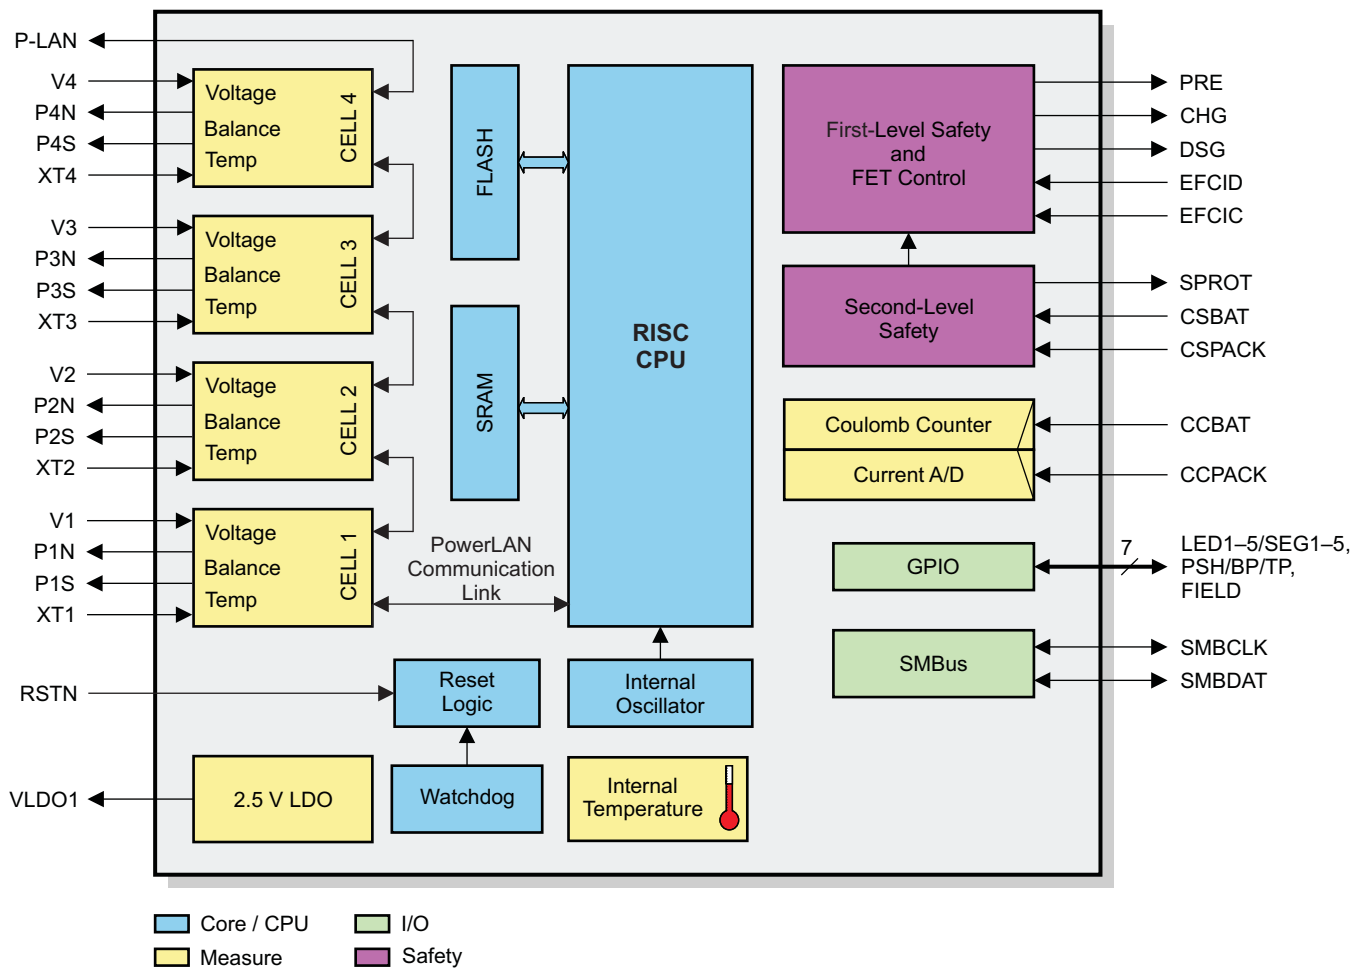 P-LAN
V4
P4N
P4S
XT4
Voltage
Balance
Temp
CELL 4
V3
P3N
P3S
XT3
Voltage
Balance
Temp
CELL 3
V2
P2N
P2S
XT2
Voltage
Balance
Temp
CELL 2
V1
P1N
P1S
XT1
Voltage
Balance
Temp
CELL 1
RSTN
VLDO1
2.5 V LDO
FLASH
SRAM
PowerLAN
Communication
Link
Reset
Logic
Watchdog
RISC
CPU
Internal
Oscillator
Internal
Temperature
First-Level Safety
and
FET Control
Second-Level
Safety
Coulomb Counter
Current A/D
GPIO
SMBus
PRE
CHG
DSG
EFCID
EFCIC
SPROT
CSBAT
CSPACK
CCBAT
CCPACK
7
LED1–5/SEG1–5,
PSH/BP/TP,
FIELD
SMBCLK
SMBDAT
Core / CPU
I/O
Measure
Safety